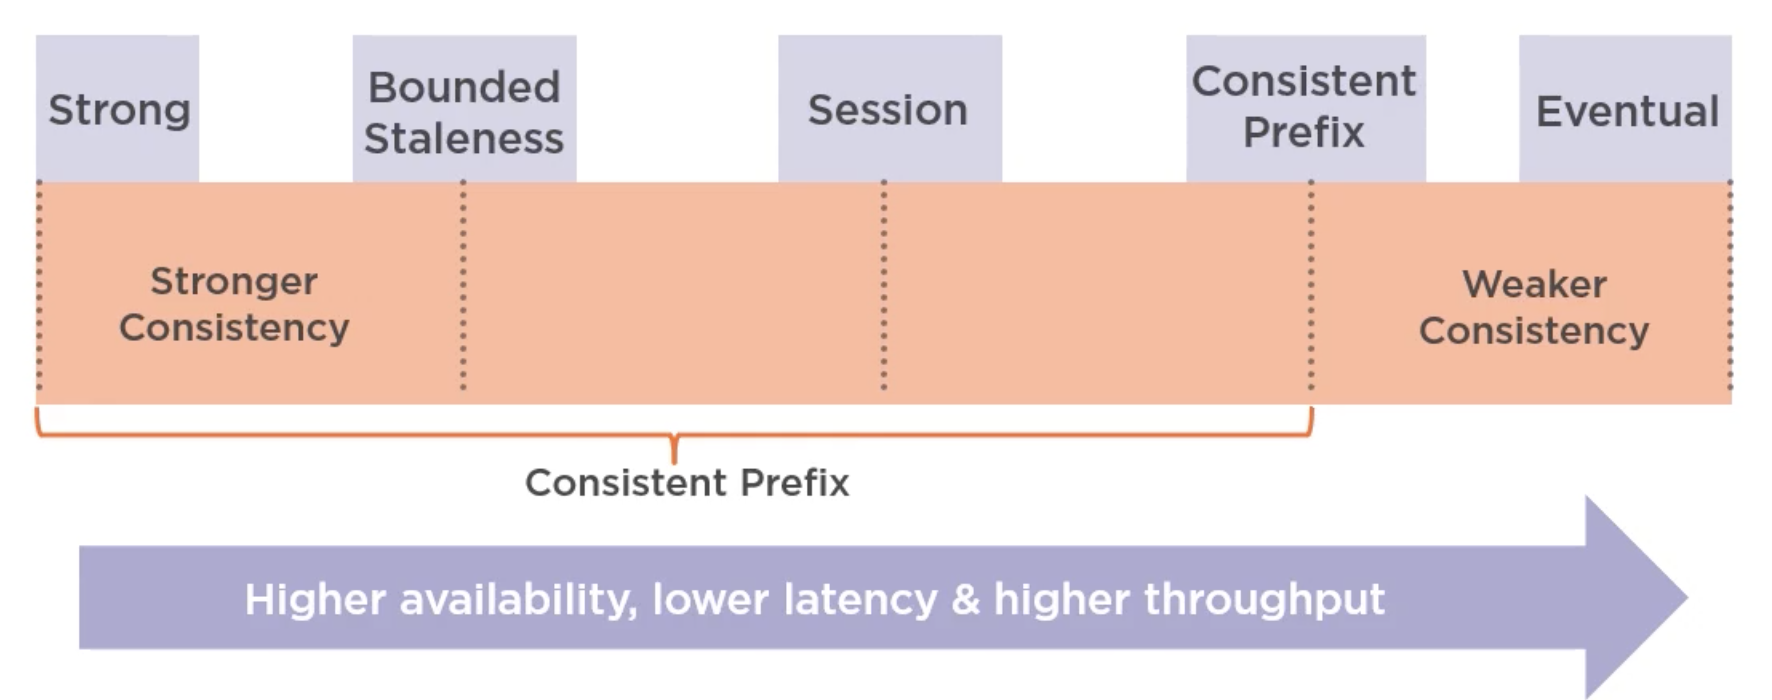 Strong
Bounded
Staleness
Session
Consistent
Prefix
Eventual
Stronger
Consistency
Weaker
Consistency
Consistent Prefix
Higher availability, lower latency & higher throughput